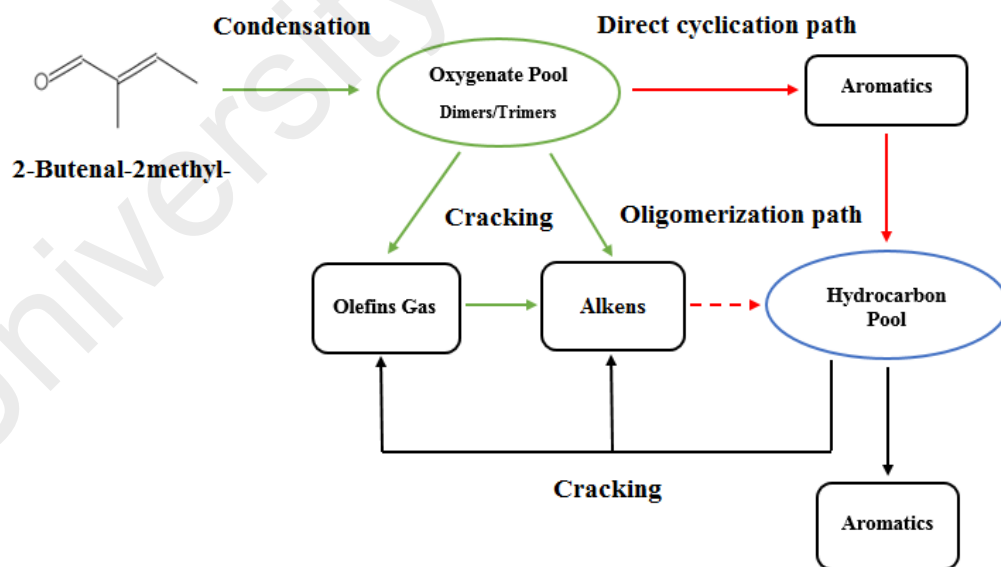 Condensation
Direct cyclication path
O
Oxygenate Pool
Dimers/Trimers
Aromatics
2-Butenal-2methyl-
Cracking
Oligomerization path
Olefins Gas
Alkens
Hydrocarbon
Pool
Cracking
Aromatics
University